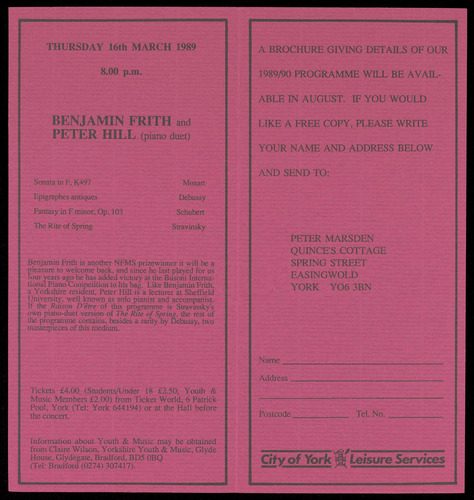 THURSDAY 16th MARCH 1989
8.00 p.m.
BENJAMIN FRITH and
PETER HILL (piano duet)
Sonata in F, K497 Mozart
Epigraphes antiques Debussy
Fantasy in F minor, Op. 103 Schubert
The Rite of Spring Stravinsky
Benjamin Frith is another NFMS prizewinner it will be a
pleasure to welcome back, and since he last played for us
four years ago he has added victory at the Busoni Interna-
tional Piano Competition to his bag. Like Benjamin Frith,
a Yorkshire resident, Peter Hill is a lecturer at Sheffield
University, well known as solo pianist and accompanist.
If the Raison D'être of this programme is Stravinsky's
own piano-duet version of The Rite of Spring, the rest of
the programme contains, besides a rarity by Debussy, two
masterpieces of this medium.
Tickets £4.00 (Students/Under 18 £2.50; Youth &
Music Members £2.00) from Ticket World, 6 Patrick
Pool, York (Tel: York 644194) or at the Hall before
the concert.
Information about Youth & Music may be obtained
from Claire Wilson, Yorkshire Youth & Music, Glyde
House, Glydegate, Bradford, BD5 0BQ
(Tel: Bradford (0274) 307417).
A BROCHURE GIVING DETAILS OF OUR
1989/90 PROGRAMME WILL BE AVAIL-
ABLE IN AUGUST. IF YOU WOULD
LIKE A FREE COPY, PLEASE WRITE
YOUR NAME AND ADDRESS BELOW
AND SEND TO:
PETER MARSDEN
QUINCE'S COTTAGE
SPRING STREET
EASINGWOLD
YORK YO6 3BN
Name
Address
Postcode Tel. No.
City of York Leisure Services